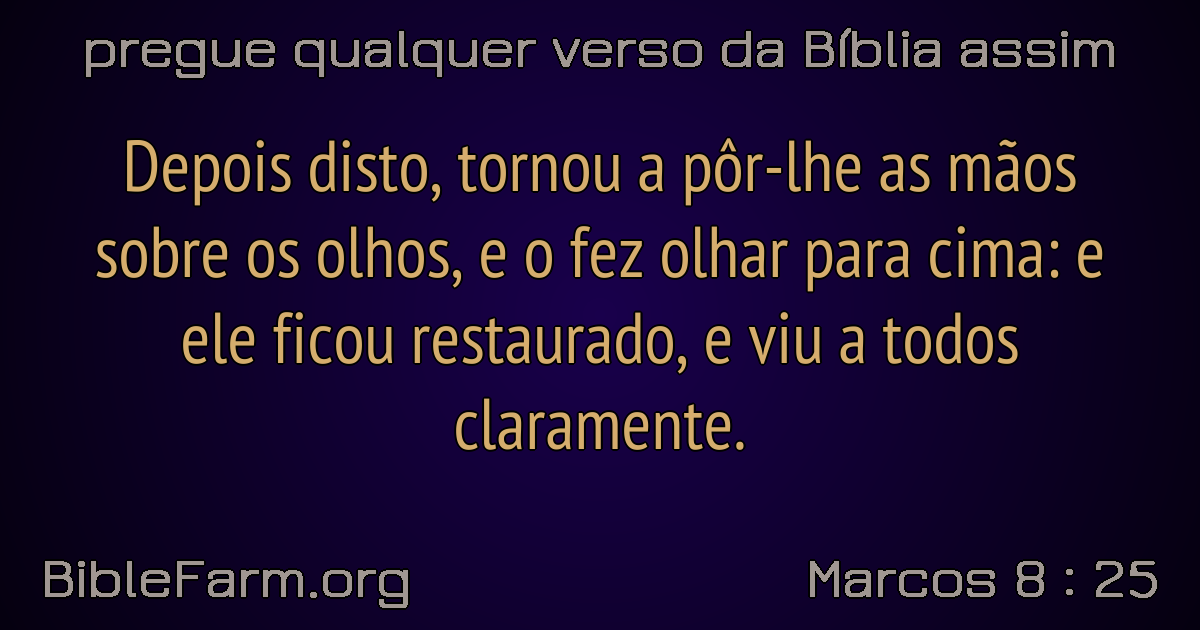 pregue qualquer verso da Bíblia assim
Depois disto, tornou a pôr-lhe as mãos
sobre os olhos, e o fez olhar para cima: e
ele ficou restaurado, e viu a todos
claramente.
BibleFarm.org
Marcos 8 : 25